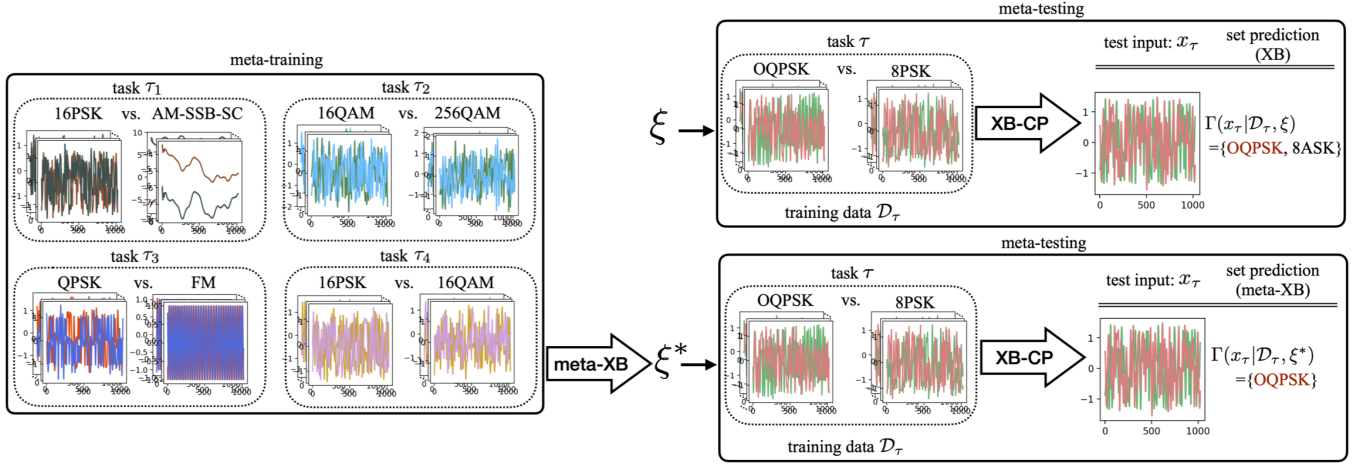 meta-training
task τ1
16PSK vs. AM-SSB-SC
task τ2
16QAM vs. 256QAM
task τ3
QPSK vs. FM
task τ4
16PSK vs. 16QAM
meta-XB
ξ
ξ*
meta-testing
task τ
OQPSK vs. 8PSK
training data 𝒟τ
XB-CP
test input: xτ
set prediction
(XB)
Γ(xτ|𝒟τ, ξ)
={OQPSK, 8ASK}
meta-testing
task τ
OQPSK vs. 8PSK
training data 𝒟τ
XB-CP
test input: xτ
set prediction
(meta-XB)
Γ(xτ|𝒟τ, ξ*)
={OQPSK}